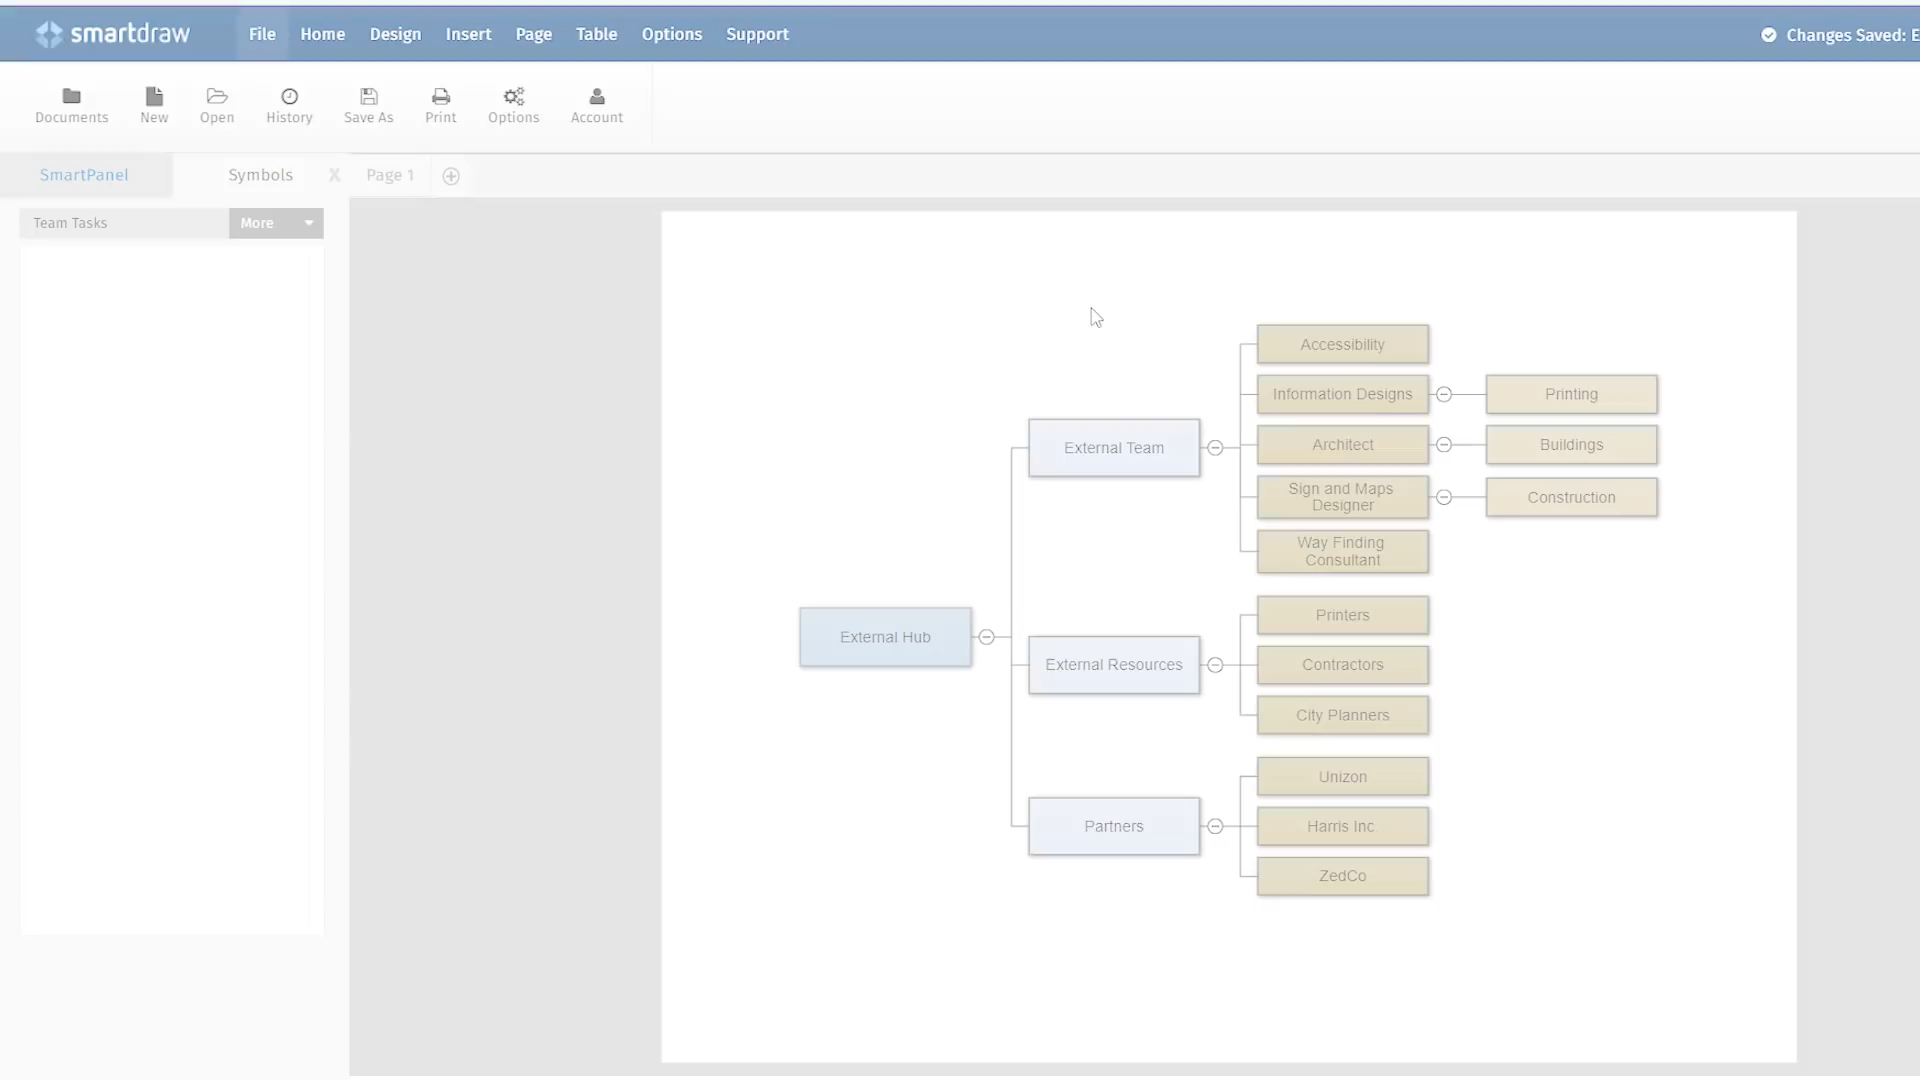 smartdraw
File Home Design Insert Page Table Options Support
Changes Saved: E
Documents New Open History Save As Print Options Account
SmartPanel Symbols X Page 1
Team Tasks More
Accessibility
Information Designs Printing
External Team Architect Buildings
Sign and Maps
Designer
Construction
Way Finding
Consultant
External Hub
Printers
External Resources Contractors
City Planners
Unizon
Partners Harris Inc.
ZedCo